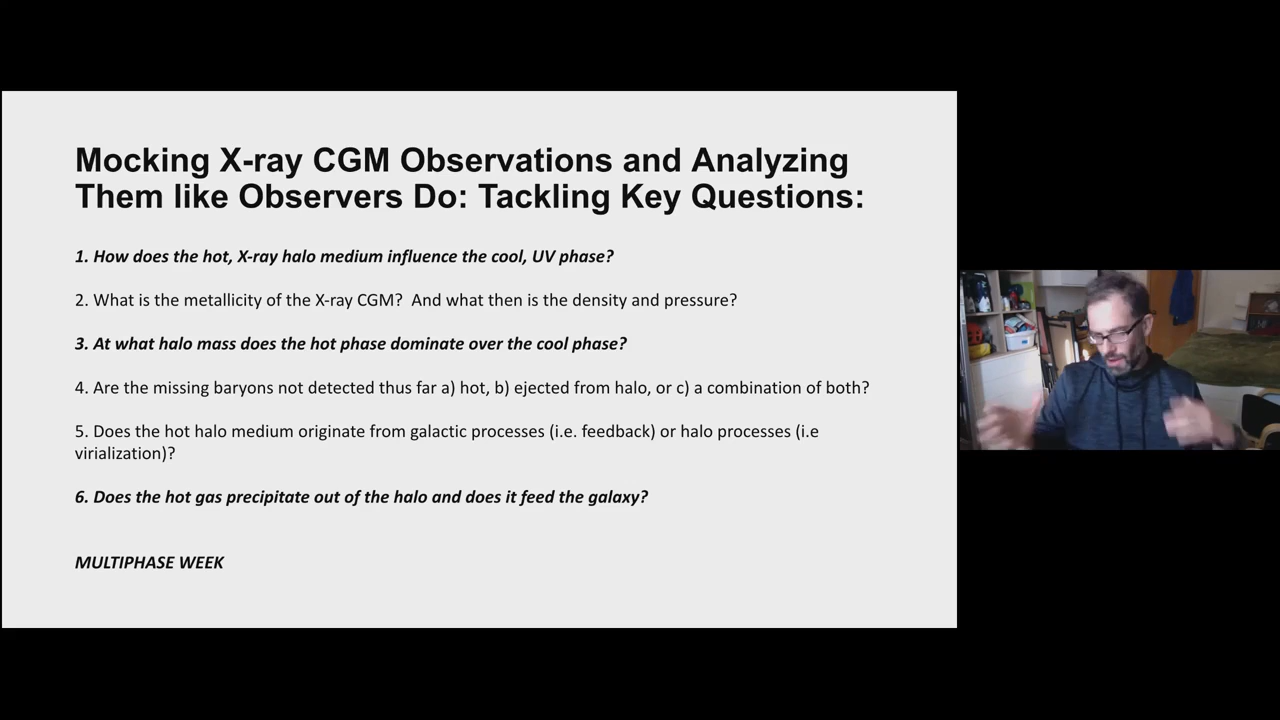 Mocking X-ray CGM Observations and Analyzing
Them like Observers Do: Tackling Key Questions:
1. How does the hot, X-ray halo medium influence the cool, UV phase?
2. What is the metallicity of the X-ray CGM?  And what then is the density and pressure?
3. At what halo mass does the hot phase dominate over the cool phase?
4. Are the missing baryons not detected thus far a) hot, b) ejected from halo, or c) a combination of both?
5. Does the hot halo medium originate from galactic processes (i.e. feedback) or halo processes (i.e
virialization)?
6. Does the hot gas precipitate out of the halo and does it feed the galaxy?
MULTIPHASE WEEK